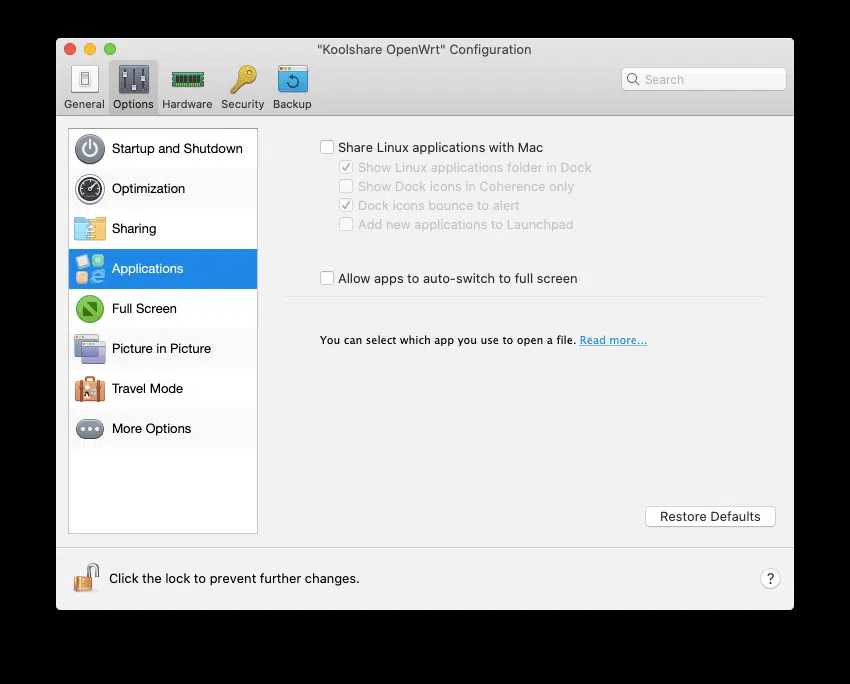 "Koolshare OpenWrt" Configuration
General Options Hardware Security Backup
Search
Startup and Shutdown
Optimization
Sharing
Applications
Full Screen
Picture in Picture
Travel Mode
More Options
Share Linux applications with Mac
Show Linux applications folder in Dock
Show Dock icons in Coherence only
Dock icons bounce to alert
Add new applications to Launchpad
Allow apps to auto-switch to full screen
You can select which app you use to open a file. Read more...
Restore Defaults
Click the lock to prevent further changes.
?